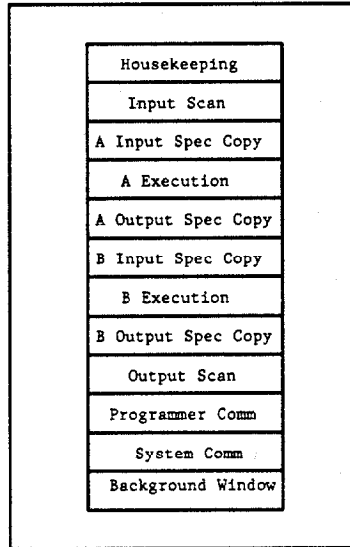 Housekeeping
Input Scan
A Input Spec Copy
A Execution
A Output Spec Copy
B Input Spec Copy
B Execution
B Output Spec Copy
Output Scan
Programmer Comm
System Comm
Background Window